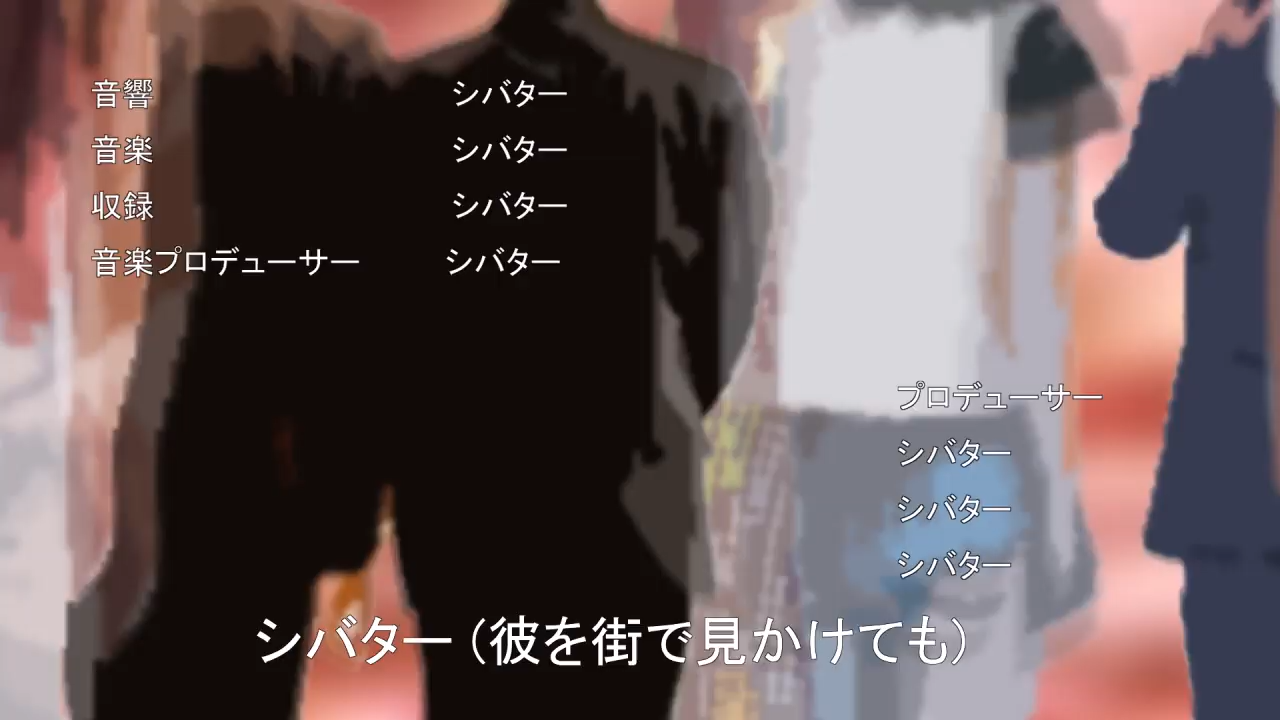 音響 シバター
音楽 シバター
収録 シバター
音楽プロデューサー シバター
プロデューサー
シバター
シバター
シバター
シバター（彼を街で見かけても）